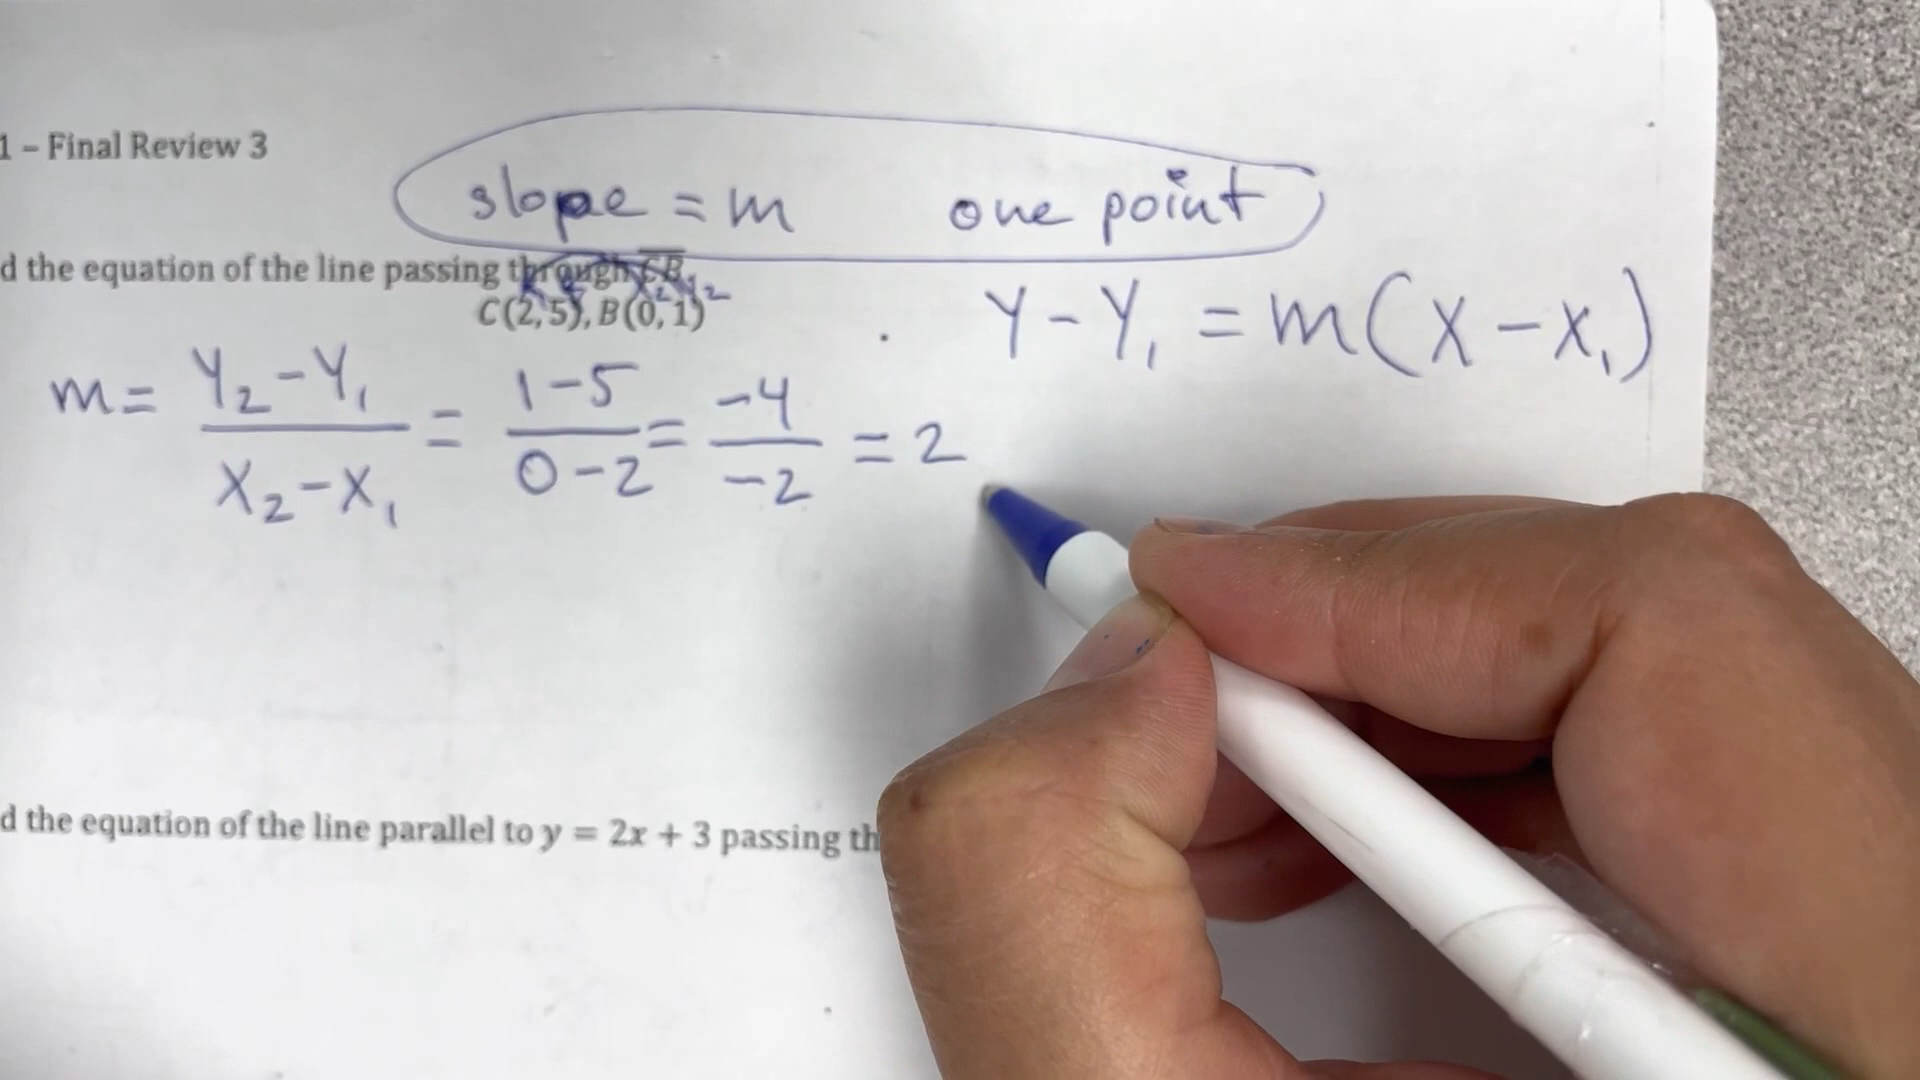 1 – Final Review 3
slope = m one point
d the equation of the line passing through CB.
x₂ y₂
C(2, 5), B(0, 1)
y - y₁ = m(x - x₁)
m = y₂ - y₁ / x₂ - x₁ = 1 - 5 / 0 - 2 = -4 / -2 = 2
d the equation of the line parallel to y = 2x + 3 passing th